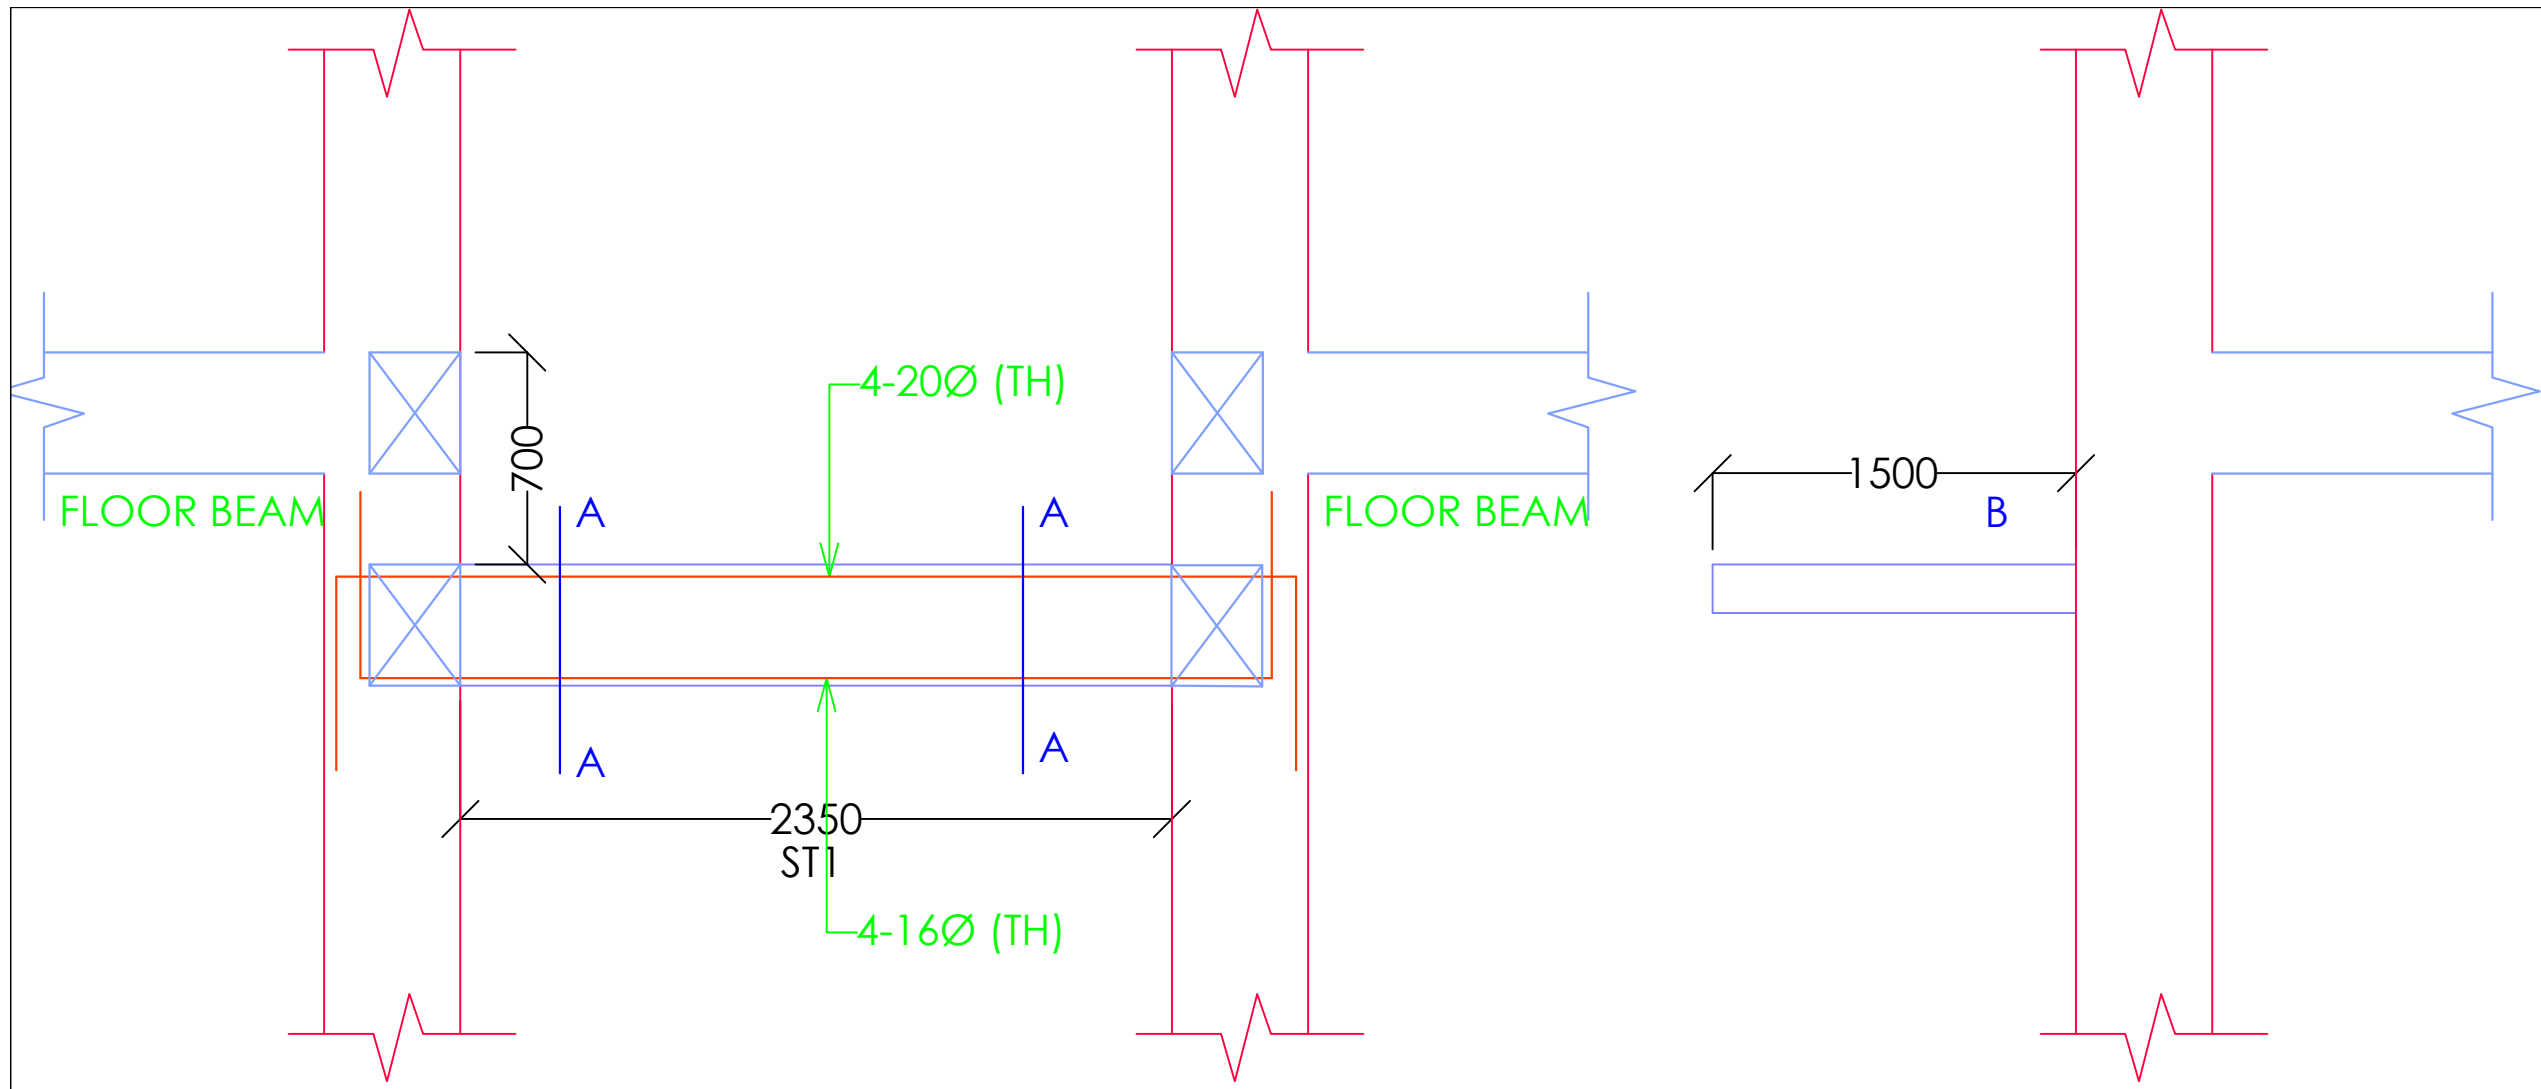 4-20Ø (TH)
700
1500
FLOOR BEAM
A
A
FLOOR BEAM
B
A
A
2350
ST1
4-16Ø (TH)